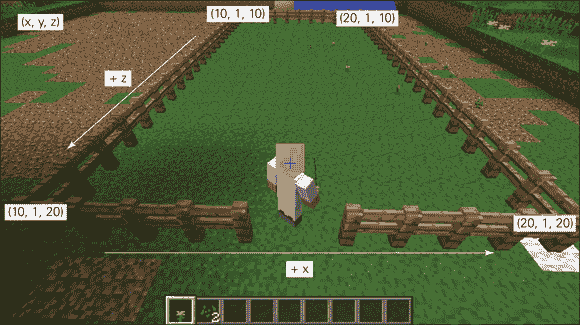 (x, y, z)
(10, 1, 10)
(20, 1, 10)
+ z
(10, 1, 20)
(20, 1, 20)
+ x
2